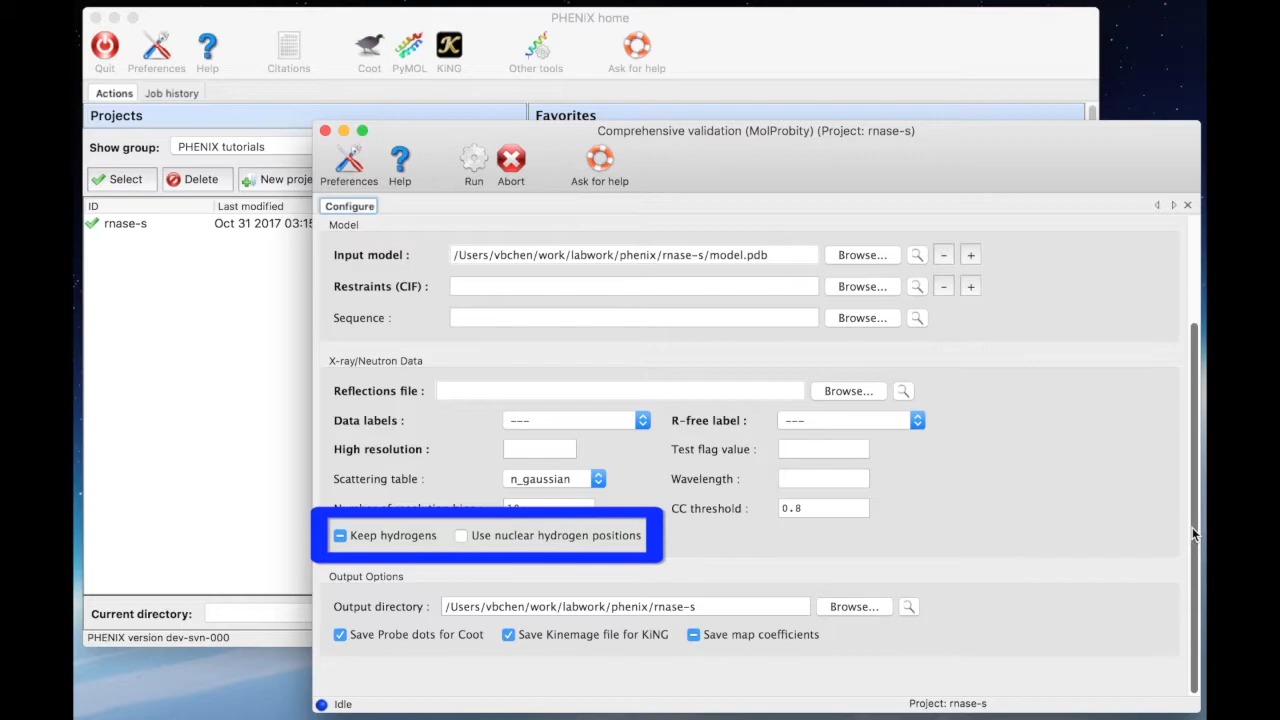 PHENIX home
Quit Preferences Help Citations Coot PyMOL KiNG Other tools Ask for help
Actions Job history
Projects Favorites
Show group: PHENIX tutorials
Select Delete New proje
ID Last modified
rnase-s Oct 31 2017 03:15
Current directory:
PHENIX version dev-svn-000
Comprehensive validation (MolProbity) (Project: rnase-s)
Preferences Help Run Abort Ask for help
Configure
Model
Input model : /Users/vbchen/work/labwork/phenix/rnase-s/model.pdb Browse... - +
Restraints (CIF) : Browse... - +
Sequence : Browse...
X-ray/Neutron Data
Reflections file : Browse...
Data labels : --- R-free label : ---
High resolution : Test flag value :
Scattering table : n_gaussian Wavelength :
CC threshold : 0.8
Keep hydrogens Use nuclear hydrogen positions
Output Options
Output directory : /Users/vbchen/work/labwork/phenix/rnase-s Browse...
Save Probe dots for Coot Save Kinemage file for KiNG Save map coefficients
Idle Project: rnase-s